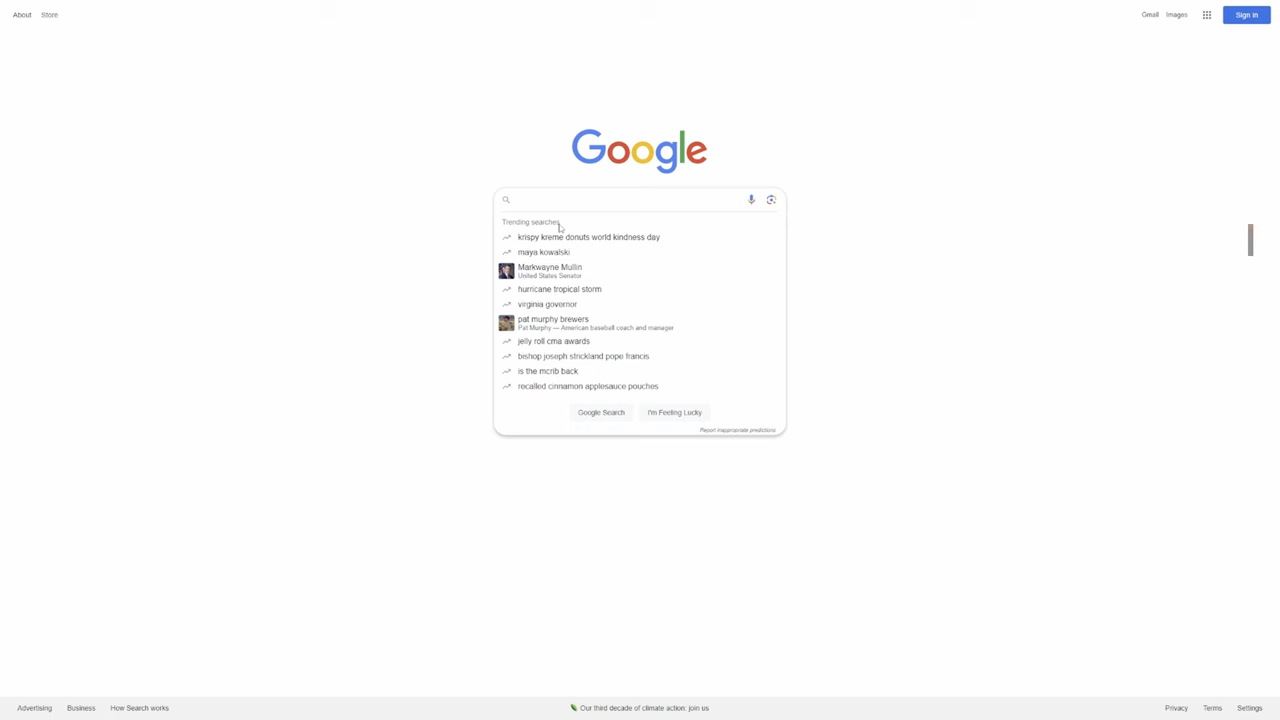 About Store
Gmail Images Sign in
Google
Trending searches
krispy kreme donuts world kindness day
maya kowalski
Markwayne Mullin
United States Senator
hurricane tropical storm
virginia governor
pat murphy brewers
Pat Murphy — American baseball coach and manager
jelly roll cma awards
bishop joseph strickland pope francis
is the mcrib back
recalled cinnamon applesauce pouches
Google Search I'm Feeling Lucky
Report inappropriate predictions
Advertising Business How Search works Our third decade of climate action: join us Privacy Terms Settings